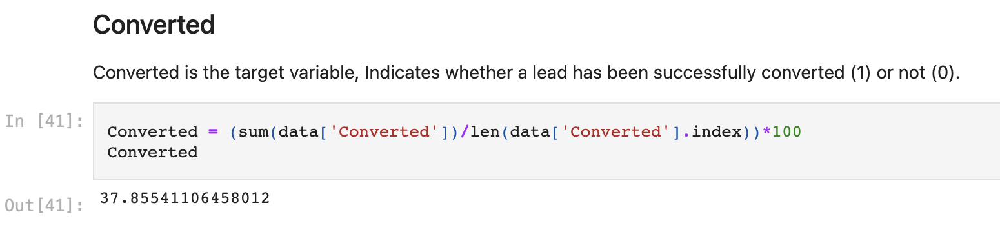 Converted
Converted is the target variable, Indicates whether a lead has been successfully converted (1) or not (0).
In [41]:
Converted = (sum(data['Converted'])/len(data['Converted'].index))*100
Converted
Out[41]:
37.85541106458012